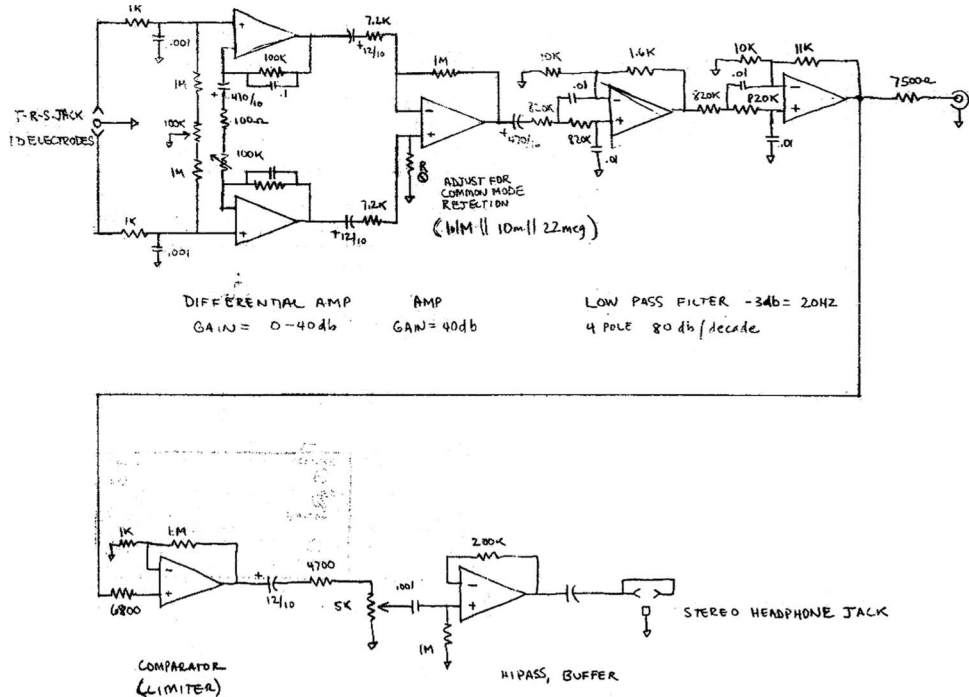 1K
.001
1M
100K
1M
1K
.001
T-R-S-JACK
TO ELECTRODES
100K
.1
+ 470/10
100Ω
100K
7.2K
+ 12/10
7.2K
+ 12/10
1M
ADJUST FOR
COMMON MODE
REJECTION
+ 470/10
10K
1.6K
.01
820K
820K
.01
10K
11K
.01
820K
820K
.01
7500Ω
DIFFERENTIAL AMP
GAIN = 0-40db
AMP
GAIN = 40db
LOW PASS FILTER -3db = 20HZ
4 POLE 80 db/decade
1K
1M
6800
+ 12/10
4700
5K
.001
1M
200K
STEREO HEADPHONE JACK
COMPARATOR
(LIMITER)
HIPASS, BUFFER